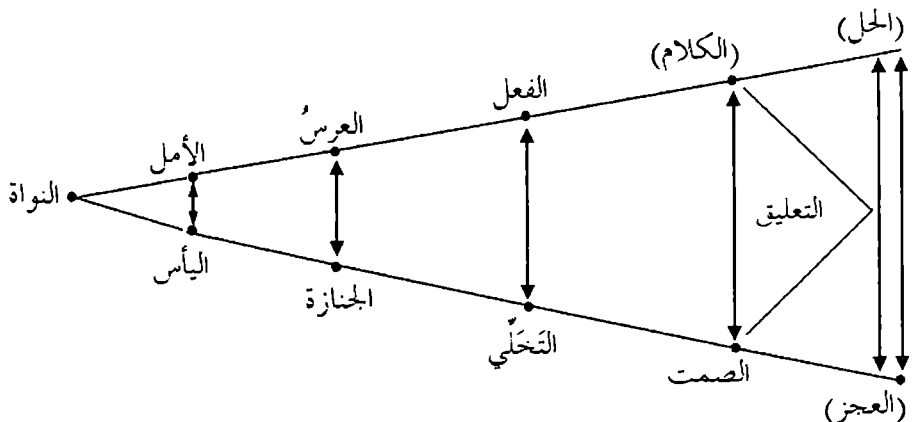 (الحل)
(الكلام)
الفعل
العرسُ
الأمل
النواة
التعليق
اليأس
الجنازة
التَخَلّي
الصمت
(العجز)